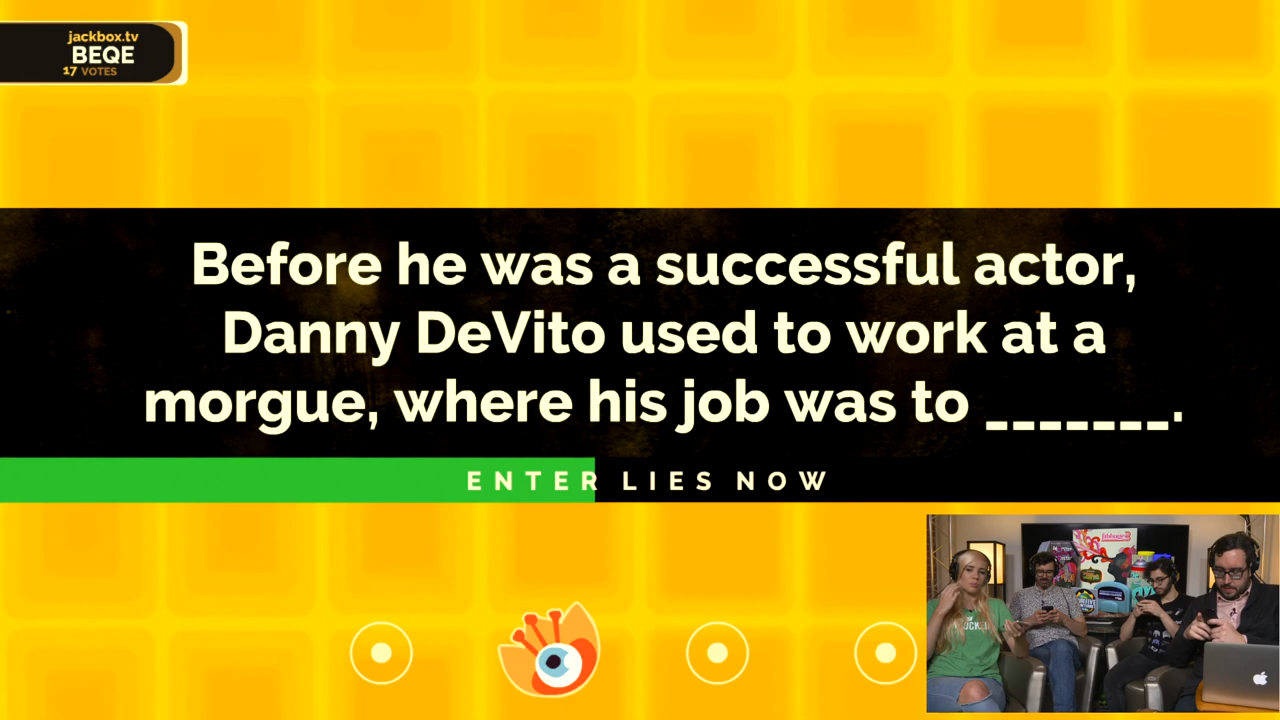 jackbox.tv
BEQE
17 VOTES
Before he was a successful actor,
Danny DeVito used to work at a
morgue, where his job was to _______.
ENTER LIES NOW